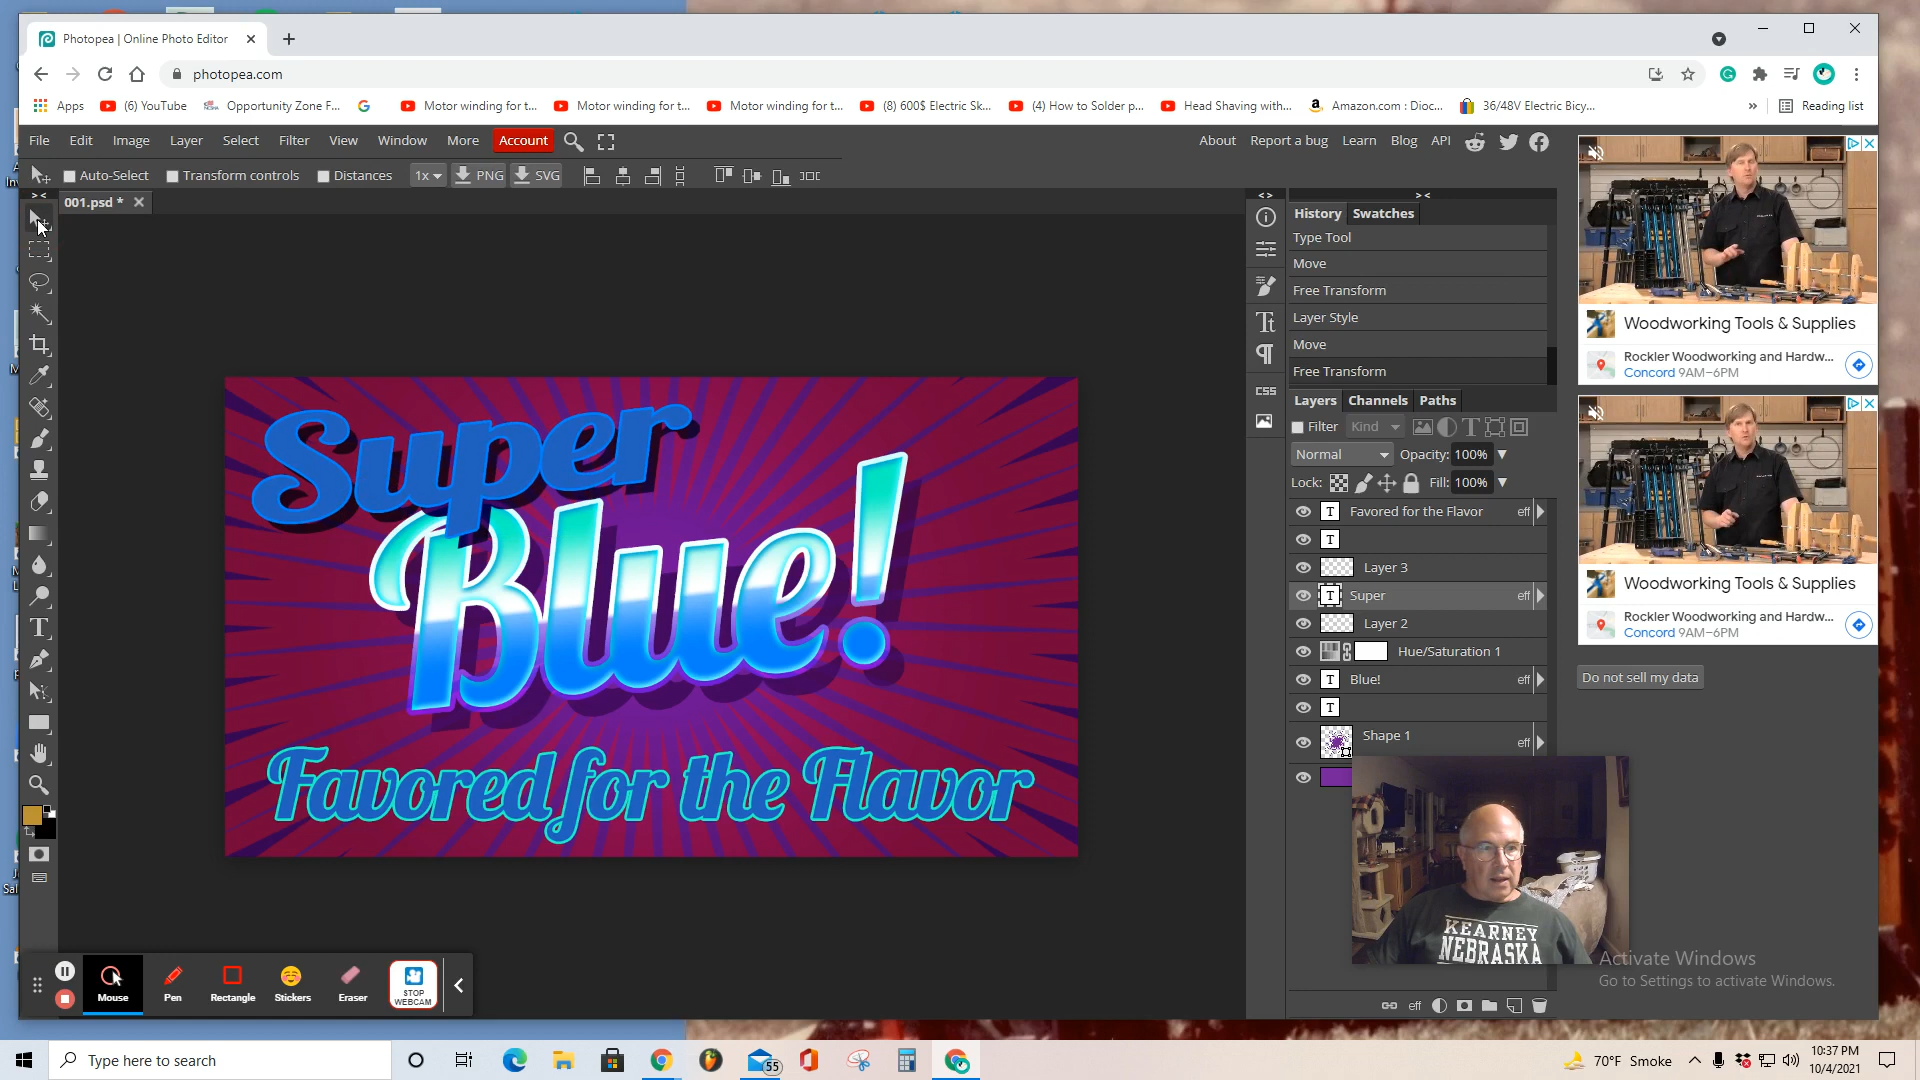 Photopea | Online Photo Editor
photopea.com
Apps
(6) YouTube
Opportunity Zone F...
Motor winding for t...
Motor winding for t...
Motor winding for t...
(8) 600$ Electric Sk...
(4) How to Solder p...
Head Shaving with...
Amazon.com : Dioc...
36/48V Electric Bicy...
Reading list
File Edit Image Layer Select Filter View Window More Account
About Report a bug Learn Blog API
Auto-Select Transform controls Distances 1x PNG SVG
001.psd *
History Swatches
Type Tool
Move
Free Transform
Layer Style
Move
Free Transform
Layers Channels Paths
Filter Kind
Normal Opacity: 100%
Lock: Fill: 100%
Favored for the Flavor eff
Layer 3
Super eff
Layer 2
Hue/Saturation 1
Blue! eff
Shape 1
eff
CSS
Super
Blue!
Favored for the Flavor
Woodworking Tools & Supplies
Rockler Woodworking and Hardw...
Concord 9AM–6PM
Woodworking Tools & Supplies
Rockler Woodworking and Hardw...
Concord 9AM–6PM
Do not sell my data
KEARNEY
NEBRASKA
Activate Windows
Go to Settings to activate Windows.
eff
Mouse
Pen
Rectangle
Stickers
Eraser
STOP
WEBCAM
Type here to search
55
70°F Smoke
10:37 PM
10/4/2021